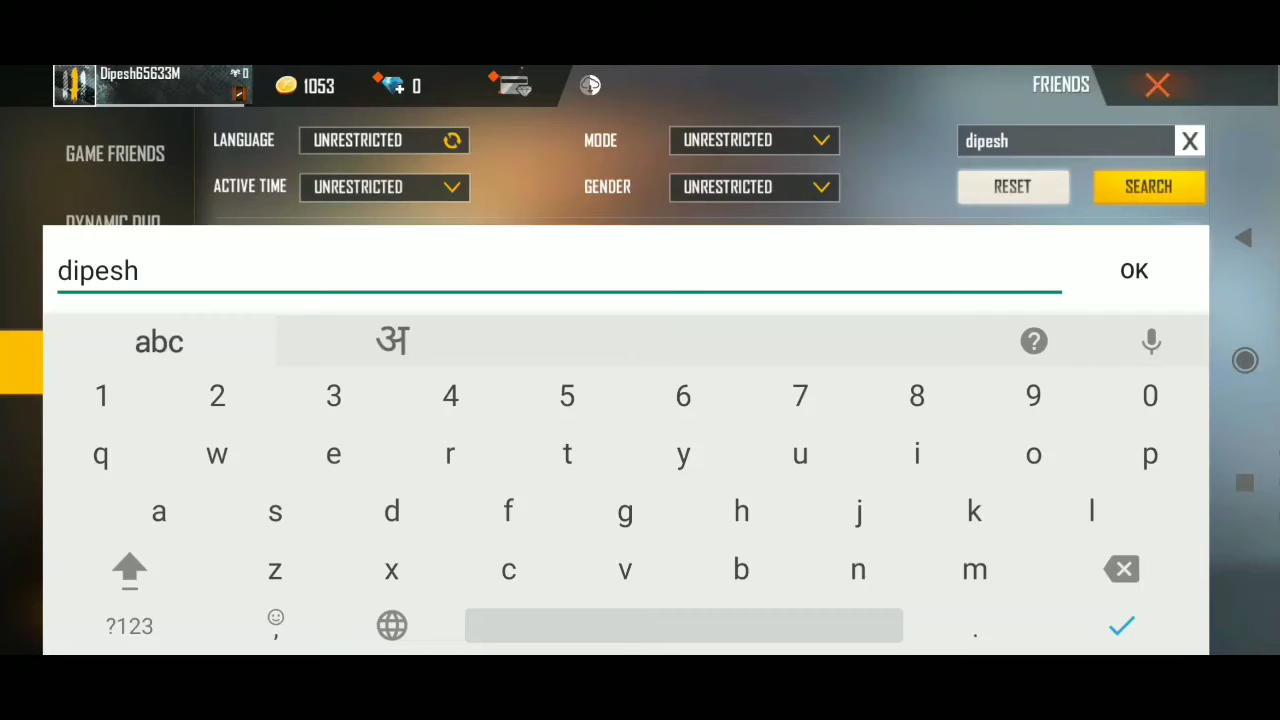 Dipesh65633M
0
1053
0
FRIENDS
GAME FRIENDS
LANGUAGE
UNRESTRICTED
MODE
UNRESTRICTED
dipesh
X
ACTIVE TIME
UNRESTRICTED
GENDER
UNRESTRICTED
RESET
SEARCH
DYNAMIC DUO
dipesh
OK
abc
अ
?
1 2 3 4 5 6 7 8 9 0
q w e r t y u i o p
a s d f g h j k l
z x c v b n m
?123
,
.